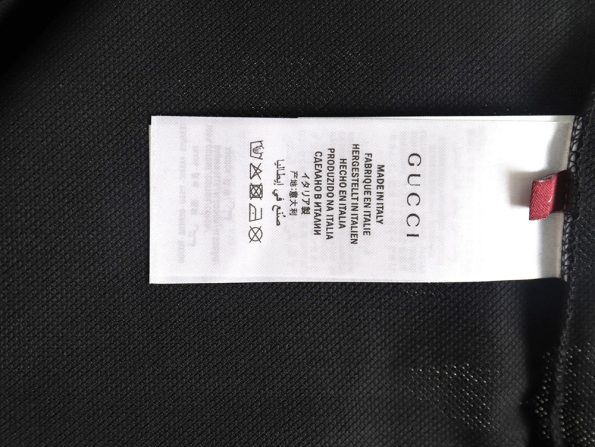 GUCCI
MADE IN ITALY
FABRIQUE EN ITALIE
HERGESTELLT IN ITALIEN
HECHO EN ITALIA
PRODUZIDO NA ITALIA
СДЕЛАНО В ИТАЛИИ
イタリア製
产地:意大利
صنع في إيطاليا